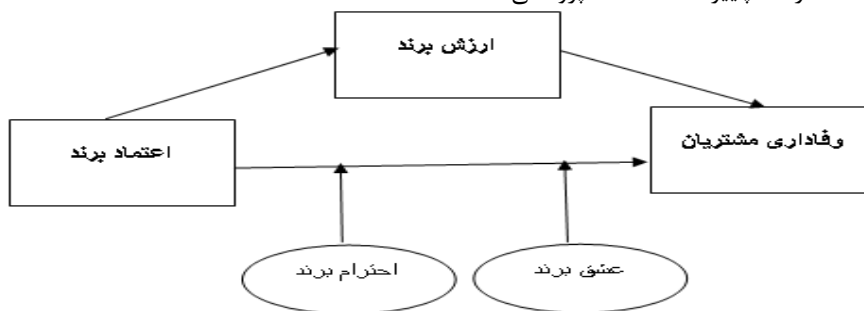 ارزش برند
اعتماد برند
وفاداری مشتریان
احترام برند
عشق برند